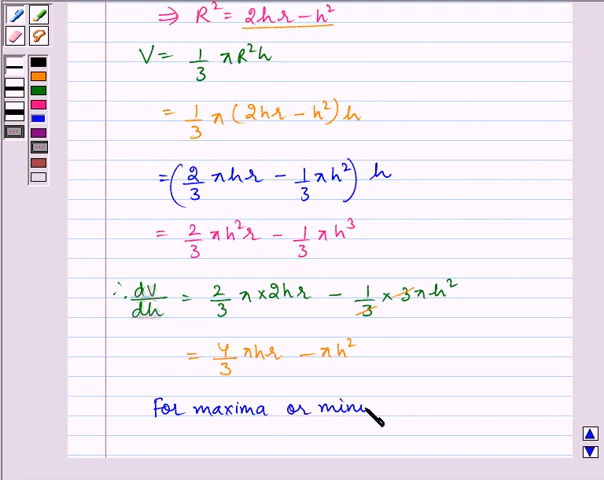 ⇒ R² = 2hr − h²
V = 1/3 πR²h
= 1/3 π (2hr − h²) h
= (2/3 πhr − 1/3 πh²) h
= 2/3 πh²r − 1/3 πh³
∴ dV/dh = 2/3 π × 2hr − 1/3 × 3πh²
= 4/3 πhr − πh²
For maxima or mini